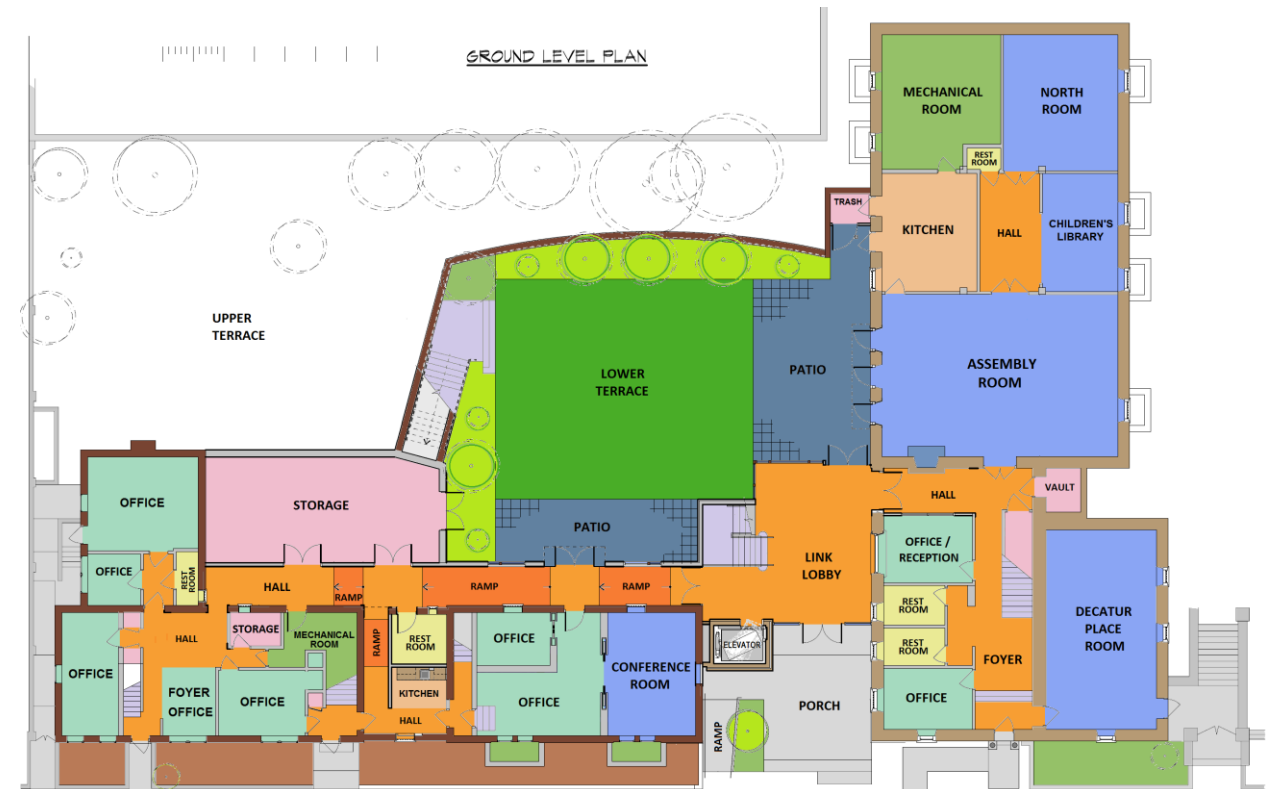 GROUND LEVEL PLAN
MECHANICAL
ROOM
NORTH
ROOM
REST
ROOM
TRASH
KITCHEN
HALL
CHILDREN'S
LIBRARY
UPPER
TERRACE
LOWER
TERRACE
PATIO
ASSEMBLY
ROOM
OFFICE
STORAGE
PATIO
HALL
VAULT
OFFICE /
RECEPTION
LINK
LOBBY
OFFICE
REST
ROOM
HALL
RAMP
RAMP
RAMP
REST
ROOM
DECATUR
PLACE
ROOM
HALL
STORAGE
MECHANICAL
ROOM
RAMP
REST
ROOM
OFFICE
ELEVATOR
REST
ROOM
FOYER
OFFICE
FOYER
OFFICE
OFFICE
KITCHEN
HALL
OFFICE
CONFERENCE
ROOM
RAMP
PORCH
OFFICE